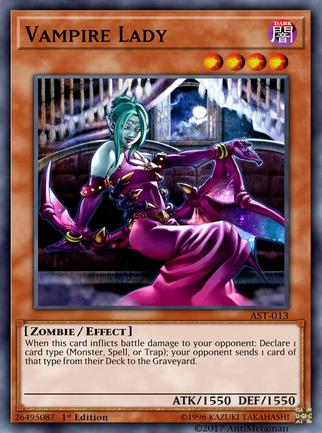 Vampire Lady
DARK
闇
AST-013
[Zombie / Effect]
When this card inflicts battle damage to your opponent: Declare 1
card type (Monster, Spell, or Trap); your opponent sends 1 card of
that type from their Deck to the Graveyard.
ATK/1550 DEF/1550
26495087 1st Edition ©1996 KAZUKI TAKAHASHI
©2017 AntiMetaman